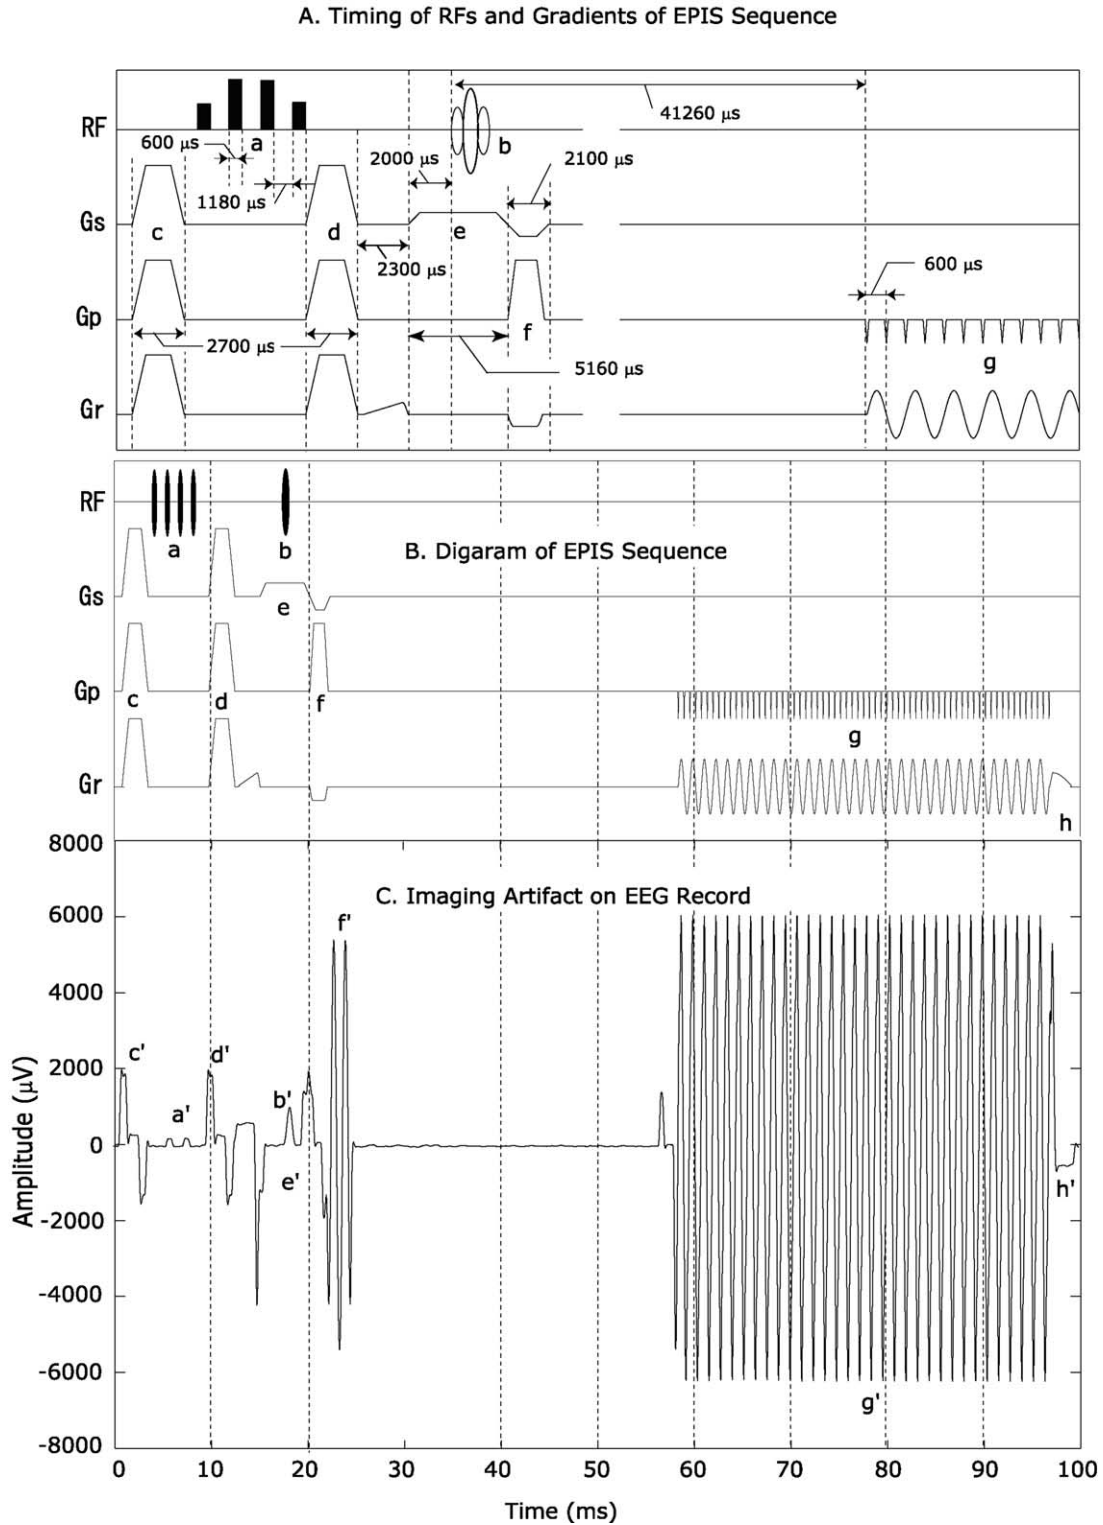 A. Timing of RFs and Gradients of EPIS Sequence
RF
600 μs
a
1180 μs
2000 μs
b
41260 μs
2100 μs
Gs
c
d
e
2300 μs
600 μs
Gp
2700 μs
f
5160 μs
g
Gr
RF
a
b
B. Digaram of EPIS Sequence
Gs
e
Gp
c
d
f
g
Gr
h
C. Imaging Artifact on EEG Record
8000
6000
4000
2000
0
-2000
-4000
-6000
-8000
Amplitude (μV)
c'
a'
d'
b'
e'
f'
g'
h'
0
10
20
30
40
50
60
70
80
90
100
Time (ms)